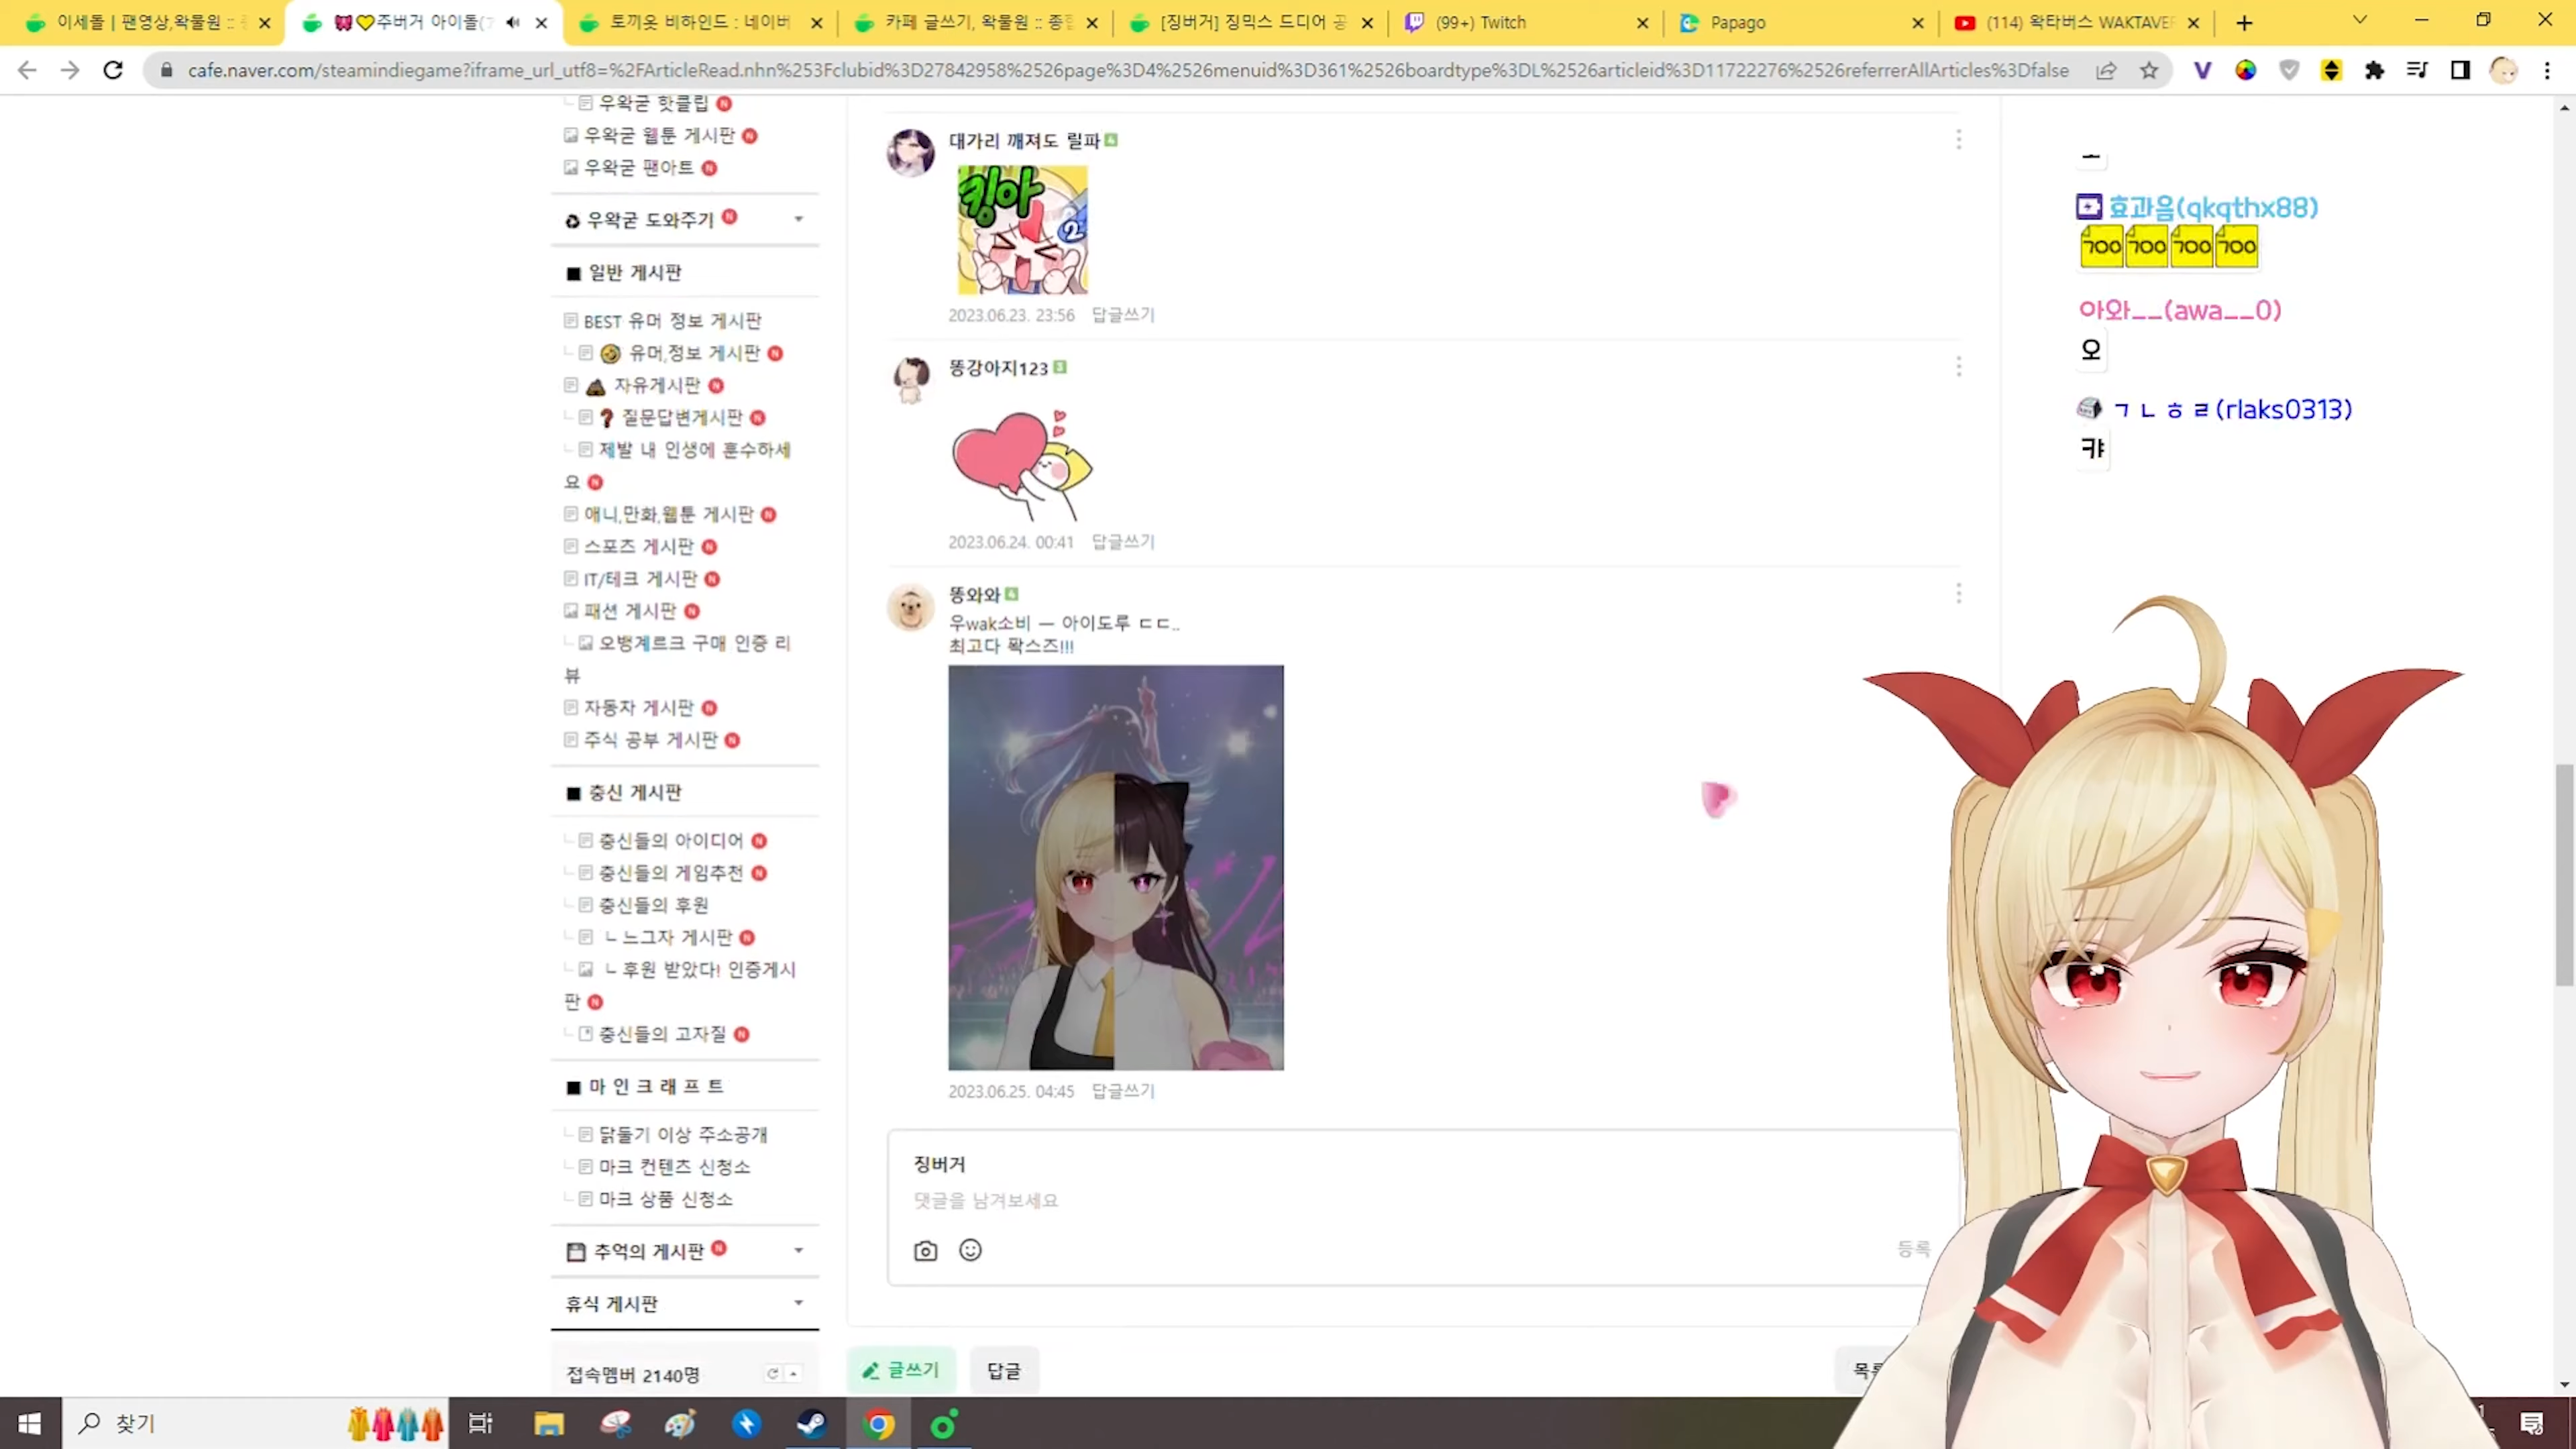 이세돌 | 팬영상,왁물원 ::
주버거 아이돌(
토끼옷 비하인드 : 네이버
카페 글쓰기, 왁물원 :: 종합
[징버거] 징믹스 드디어 공
(99+) Twitch
Papago
(114) 왁타버스 WAKTAVER
cafe.naver.com/steamindiegame?iframe_url_utf8=%2FArticleRead.nhn%253Fclubid%3D27842958%2526page%3D4%2526menuid%3D361%2526boardtype%3DL%2526articleid%3D11722276%2526referrerAllArticles%3Dfalse
우왁굳 핫클립 N
우왁굳 웹툰 게시판 N
우왁굳 팬아트 N
우왁굳 도와주기 N
■ 일반 게시판
BEST 유머 정보 게시판
유머,정보 게시판 N
자유게시판 N
질문답변게시판 N
제발 내 인생에 훈수하세
요 N
애니,만화,웹툰 게시판 N
스포츠 게시판 N
IT/테크 게시판 N
패션 게시판 N
오뱅계르크 구매 인증 리
뷰
자동차 게시판 N
주식 공부 게시판 N
■ 충신 게시판
충신들의 아이디어 N
충신들의 게임추천 N
충신들의 후원
ㄴ느그자 게시판 N
ㄴ후원 받았다! 인증게시
판 N
충신들의 고자질 N
■ 마 인 크 래 프 트
닭둘기 이상 주소공개
마크 컨텐츠 신청소
마크 상품 신청소
추억의 게시판 N
휴식 게시판
접속멤버 2140명
대가리 깨져도 릴파 4
킹아
2
2023.06.23. 23:56 답글쓰기
똥강아지123 3
2023.06.24. 00:41 답글쓰기
똥와와 4
우wak소비 — 아이도루 ㄷㄷ..
최고다 퐉스즈!!!
2023.06.25. 04:45 답글쓰기
징버거
댓글을 남겨보세요
등록
글쓰기
답글
효과음(qkqthx88)
700 700 700 700
아와__(awa__0)
오
ㄱㄴㅎㄹ(rlaks0313)
캬
찾기